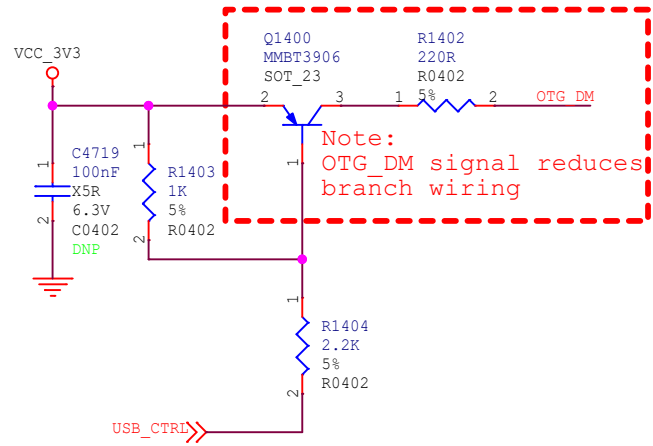 VCC_3V3
Q1400
MMBT3906
SOT_23
R1402
220R
R0402
5%
2
3
1
2
OTG_DM
1
Note:
OTG_DM signal reduces
branch wiring
1
C4719
100nF
X5R
6.3V
C0402
DNP
2
1
R1403
1K
5%
R0402
2
1
R1404
2.2K
5%
R0402
2
USB_CTRL